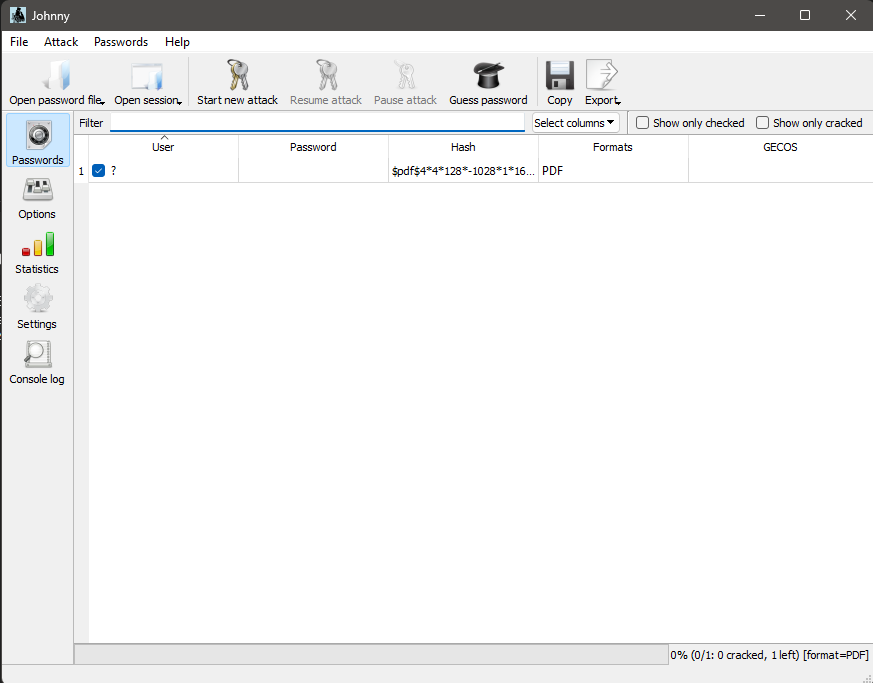 Johnny
File Attack Passwords Help
Open password file Open session Start new attack Resume attack Pause attack Guess password Copy Export
Filter Select columns Show only checked Show only cracked
Passwords
Options
Statistics
Settings
Console log
User Password Hash Formats GECOS
1 ? $pdf$4*4*128*-1028*1*16... PDF
0% (0/1: 0 cracked, 1 left) [format=PDF]